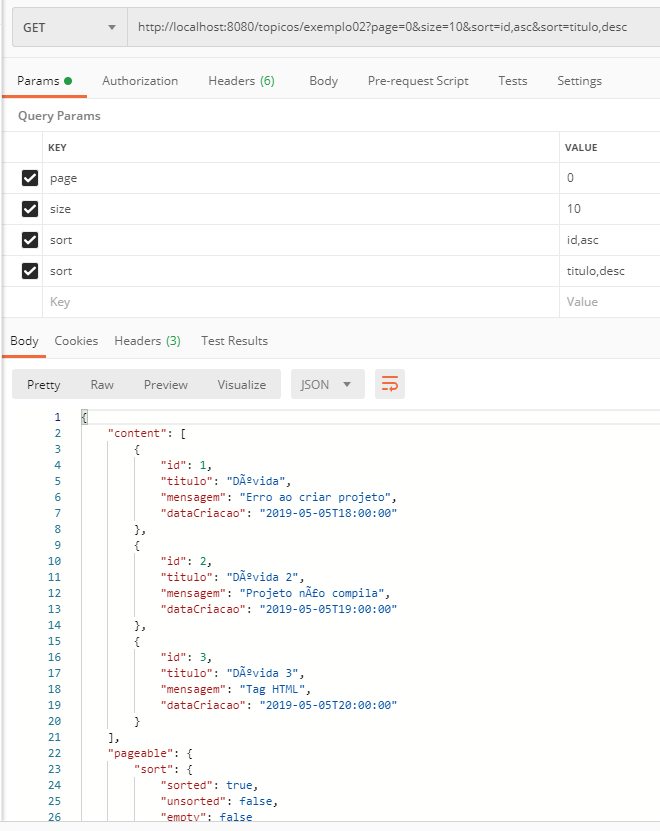 GET http://localhost:8080/topicos/exemplo02?page=0&size=10&sort=id,asc&sort=titulo,desc
Params Authorization Headers (6) Body Pre-request Script Tests Settings
Query Params
KEY VALUE
page 0
size 10
sort id,asc
sort titulo,desc
Key Value
Body Cookies Headers (3) Test Results
Pretty Raw Preview Visualize JSON
1 {
2 "content": [
3 {
4 "id": 1,
5 "titulo": "DÃºvida",
6 "mensagem": "Erro ao criar projeto",
7 "dataCriacao": "2019-05-05T18:00:00"
8 },
9 {
10 "id": 2,
11 "titulo": "DÃºvida 2",
12 "mensagem": "Projeto nÃ£o compila",
13 "dataCriacao": "2019-05-05T19:00:00"
14 },
15 {
16 "id": 3,
17 "titulo": "DÃºvida 3",
18 "mensagem": "Tag HTML",
19 "dataCriacao": "2019-05-05T20:00:00"
20 }
21 ],
22 "pageable": {
23 "sort": {
24 "sorted": true,
25 "unsorted": false,
26 "empty": false